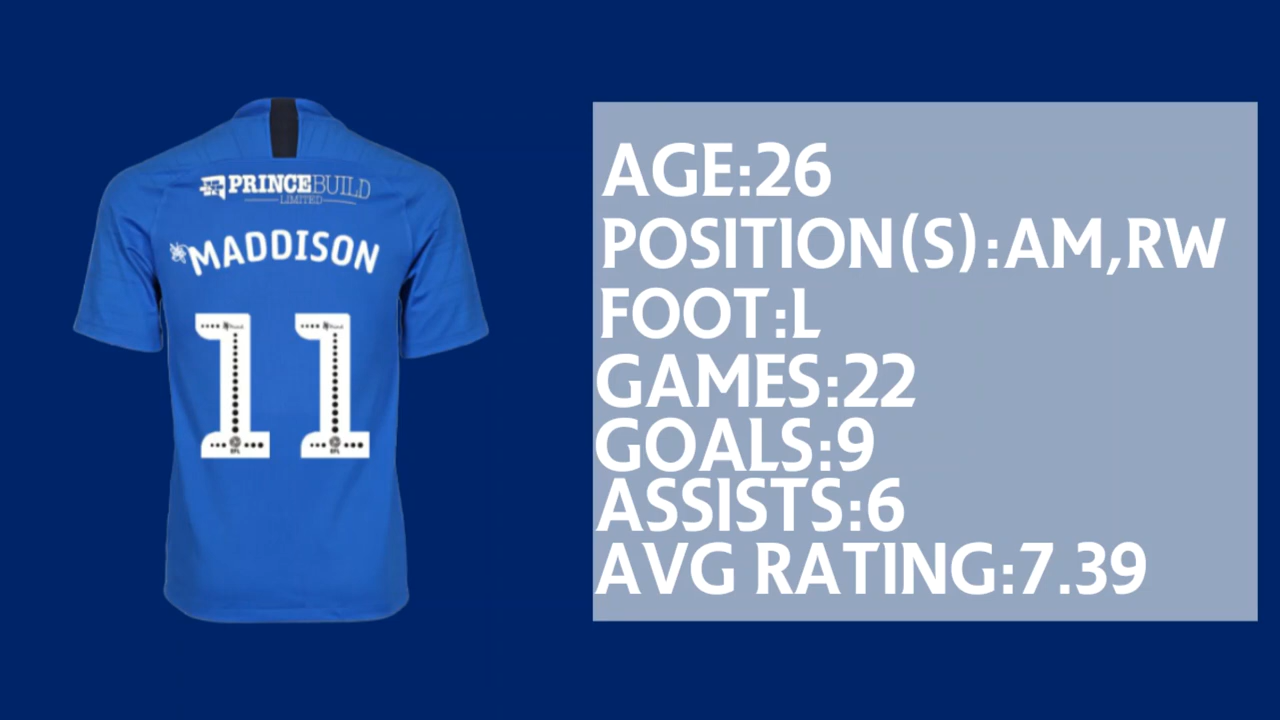 PRINCEBUILD
LIMITED
MADDISON
11
AGE:26
POSITION(S):AM,RW
FOOT:L
GAMES:22
GOALS:9
ASSISTS:6
AVG RATING:7.39